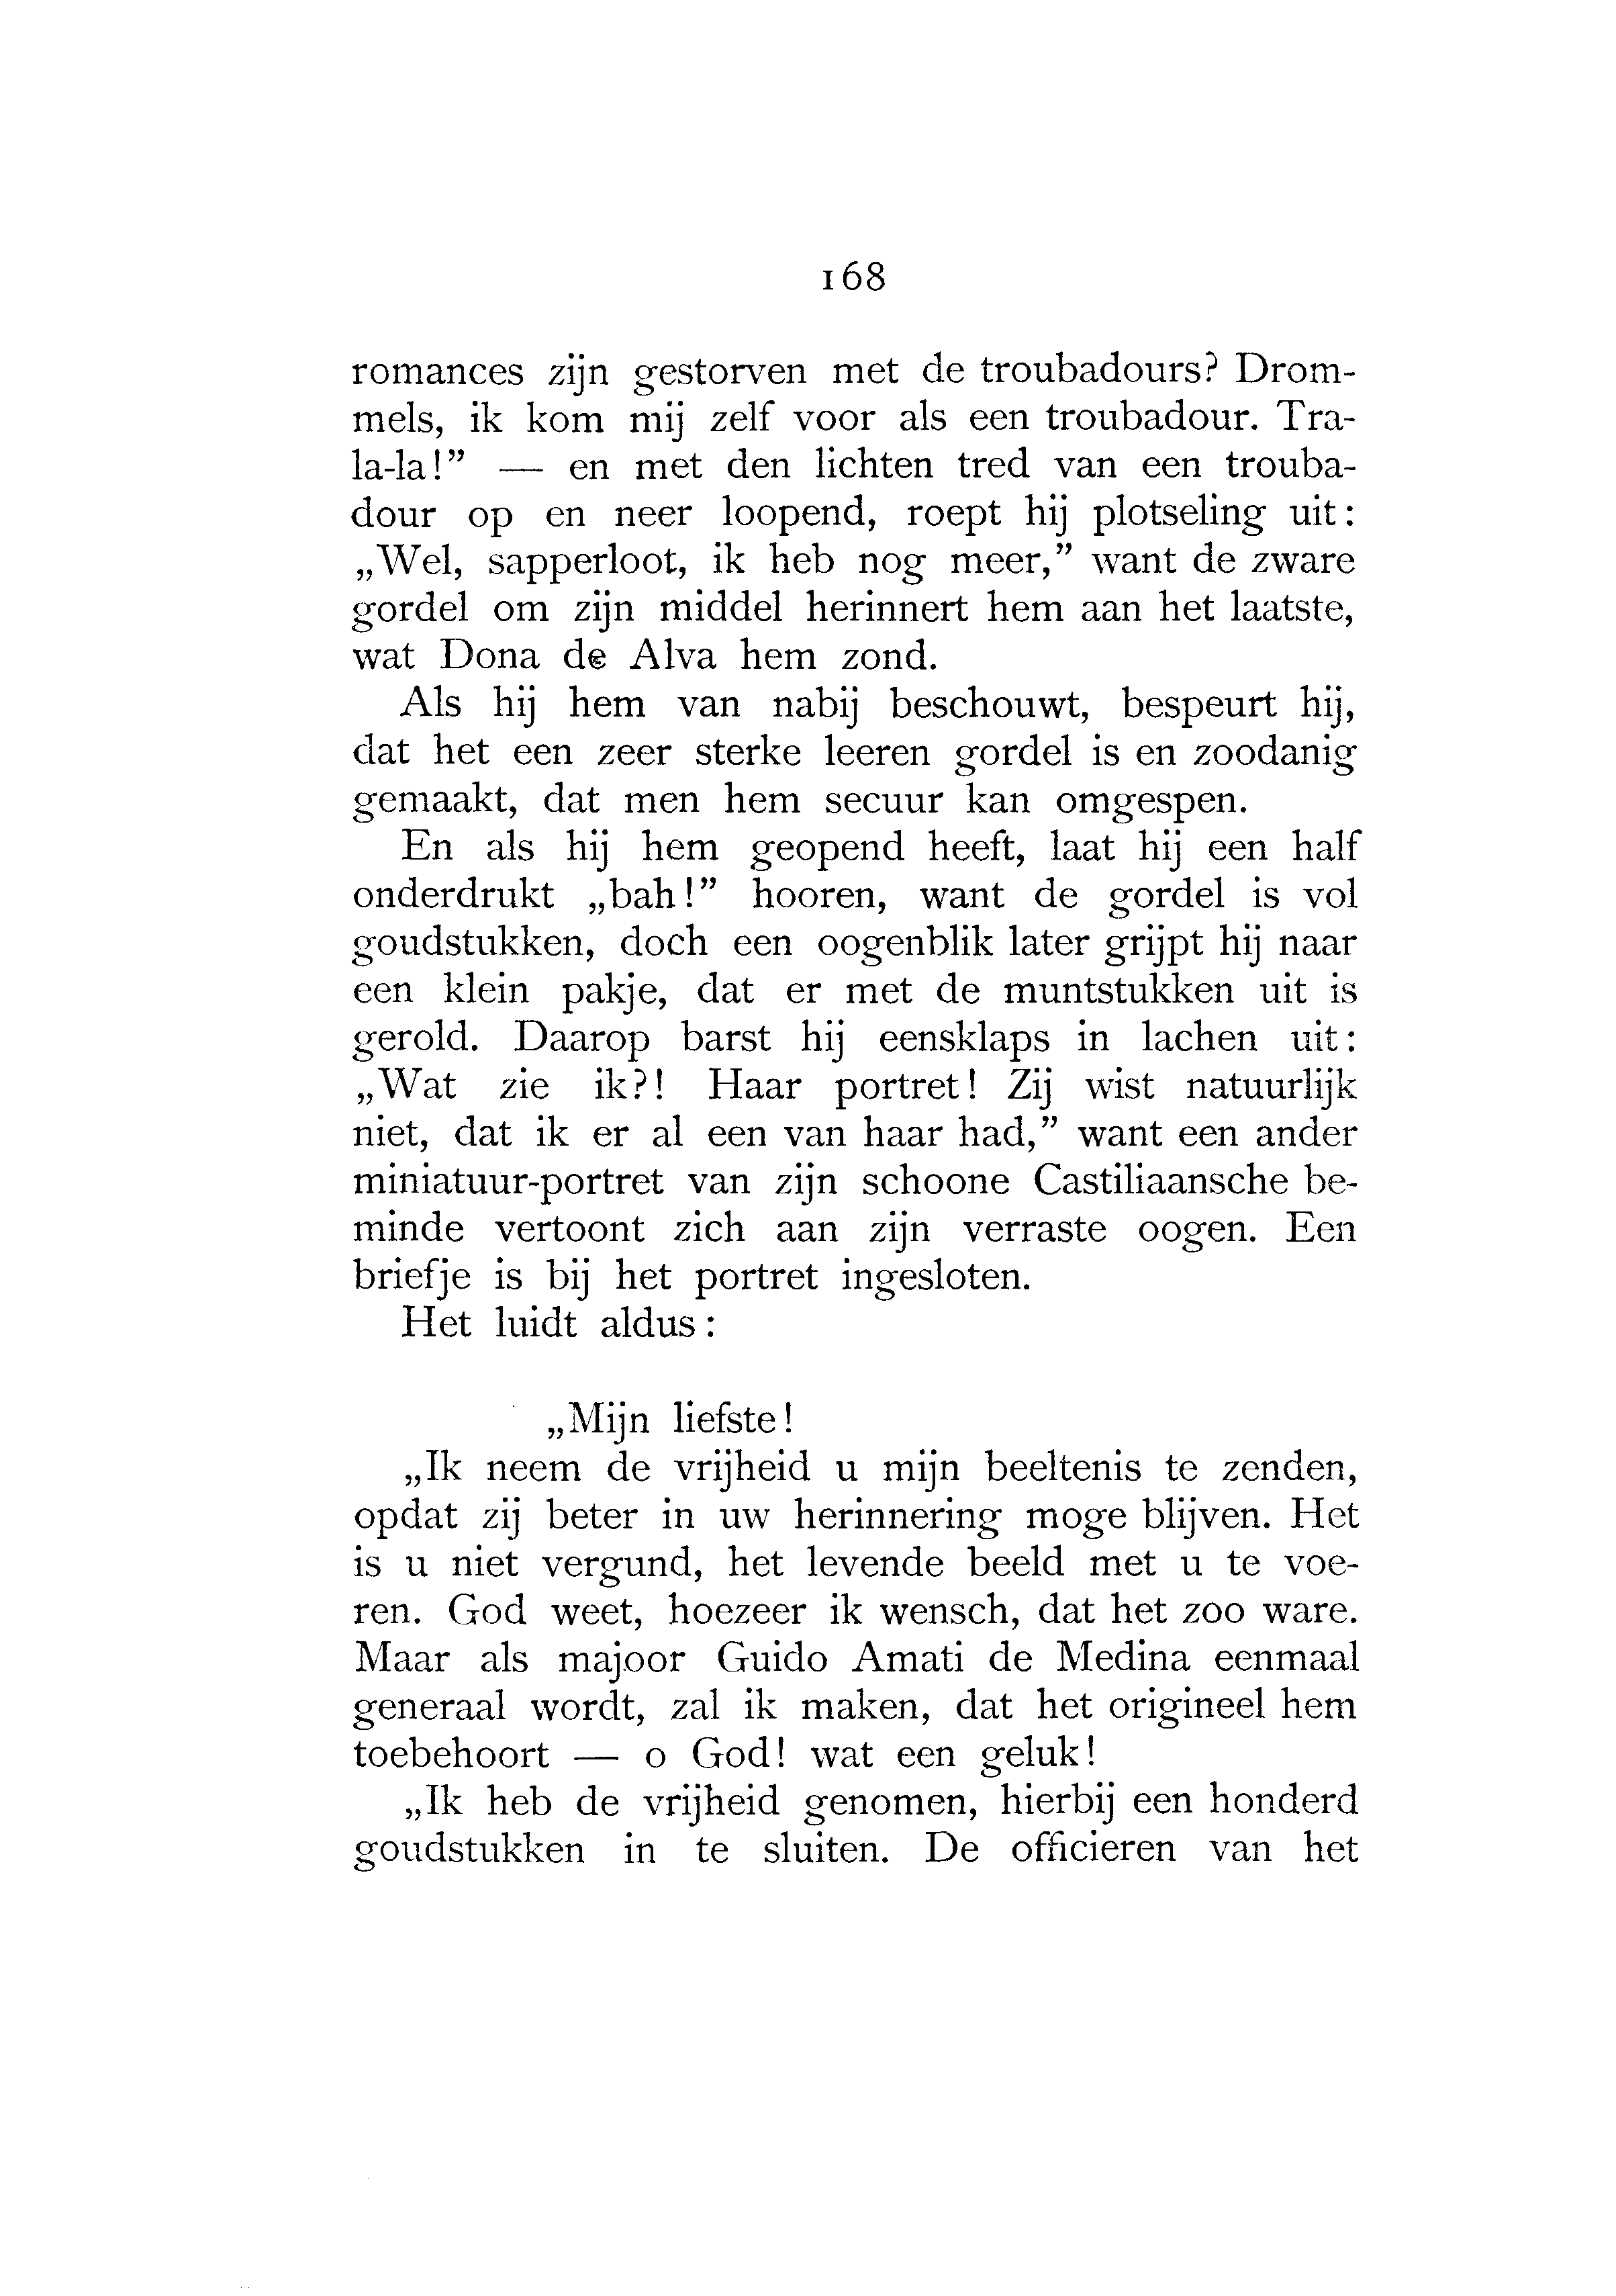 168
romances zijn gestorven met de troubadours? Drom-
mels, ik kom mij zelf voor als een troubadour. Tra-
la-la!” — en met den lichten tred van een trouba-
dour op en neer loopend, roept hij plotseling uit:
„Wel, sapperloot, ik heb nog meer,” want de zware
gordel om zijn middel herinnert hem aan het laatste,
wat Dona de Alva hem zond.
Als hij hem van nabij beschouwt, bespeurt hij,
dat het een zeer sterke leeren gordel is en zoodanig
gemaakt, dat men hem secuur kan omgespen.
En als hij hem geopend heeft, laat hij een half
onderdrukt „bah!” hooren, want de gordel is vol
goudstukken, doch een oogenblik later grijpt hij naar
een klein pakje, dat er met de muntstukken uit is
gerold. Daarop barst hij eensklaps in lachen uit:
„Wat zie ik?! Haar portret! Zij wist natuurlijk
niet, dat ik er al een van haar had,” want een ander
miniatuur-portret van zijn schoone Castiliaansche be-
minde vertoont zich aan zijn verraste oogen. Een
briefje is bij het portret ingesloten.
Het luidt aldus:
„Mijn liefste!
„Ik neem de vrijheid u mijn beeltenis te zenden,
opdat zij beter in uw herinnering moge blijven. Het
is u niet vergund, het levende beeld met u te voe-
ren. God weet, hoezeer ik wensch, dat het zoo ware.
Maar als majoor Guido Amati de Medina eenmaal
generaal wordt, zal ik maken, dat het origineel hem
toebehoort — o God! wat een geluk!
„Ik heb de vrijheid genomen, hierbij een honderd
goudstukken in te sluiten. De officieren van het